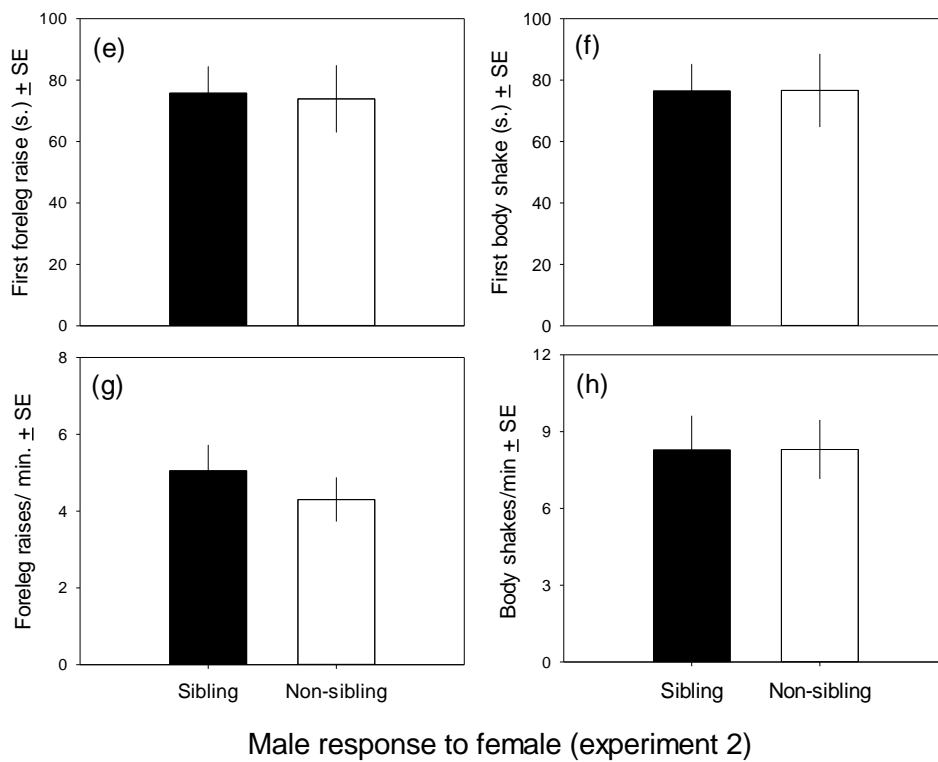 First foreleg raise (s.) ± SE
100
80
60
40
20
0
(e)
First body shake (s.) ± SE
100
80
60
40
20
0
(f)
Foreleg raises/ min. ± SE
8
6
4
2
0
(g)
Sibling Non-sibling
Body shakes/min ± SE
12
9
6
3
0
(h)
Sibling Non-sibling
Male response to female (experiment 2)